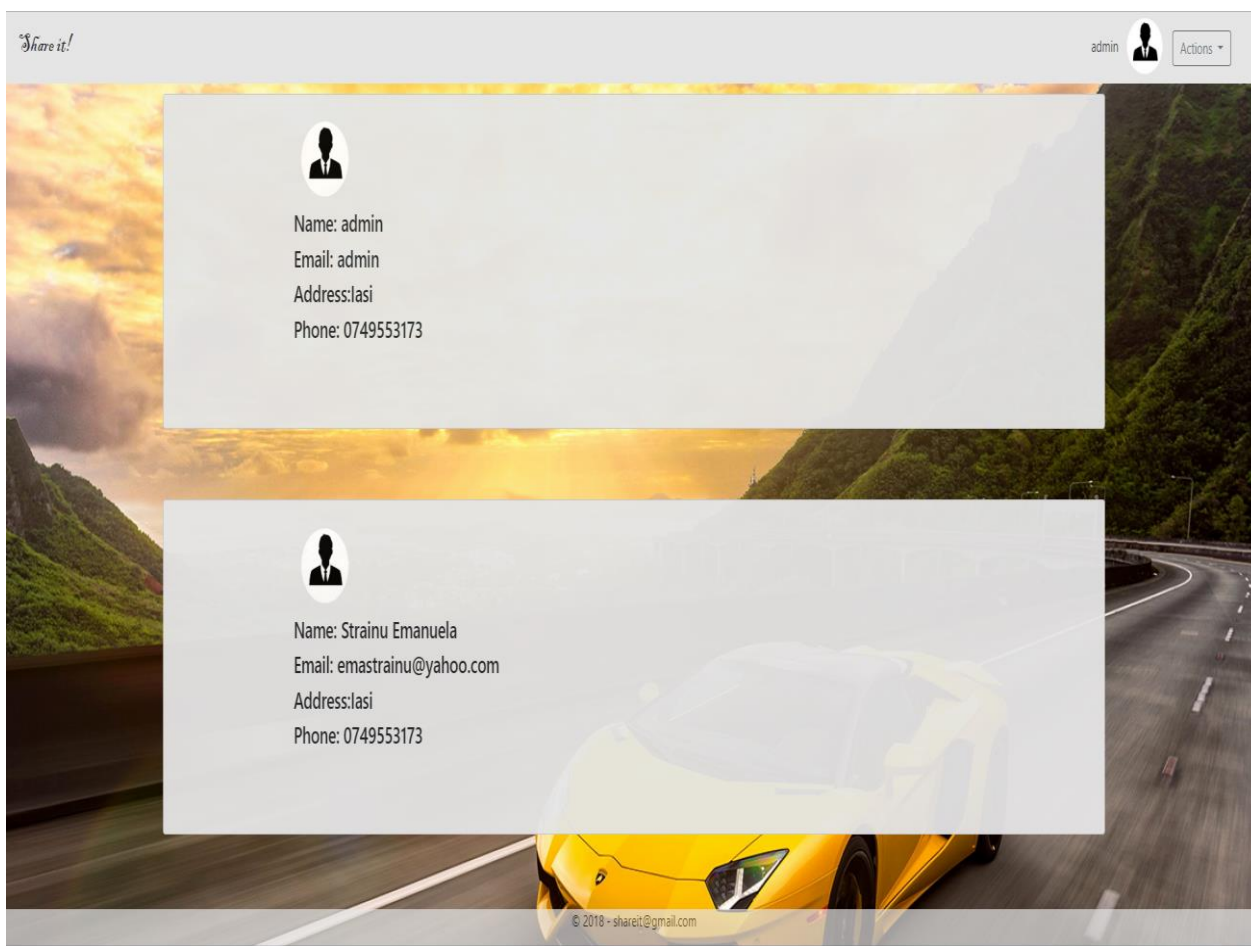 Share it!
admin
Actions
Name: admin
Email: admin
Address:Iasi
Phone: 0749553173
Name: Strainu Emanuela
Email: emastrainu@yahoo.com
Address:Iasi
Phone: 0749553173
© 2018 - shareit@gmail.com